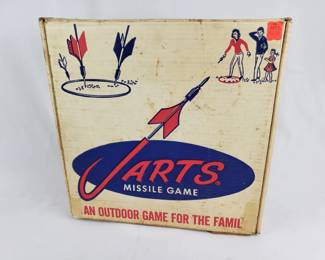 JARTS®
MISSILE GAME
AN OUTDOOR GAME FOR THE FAMIL